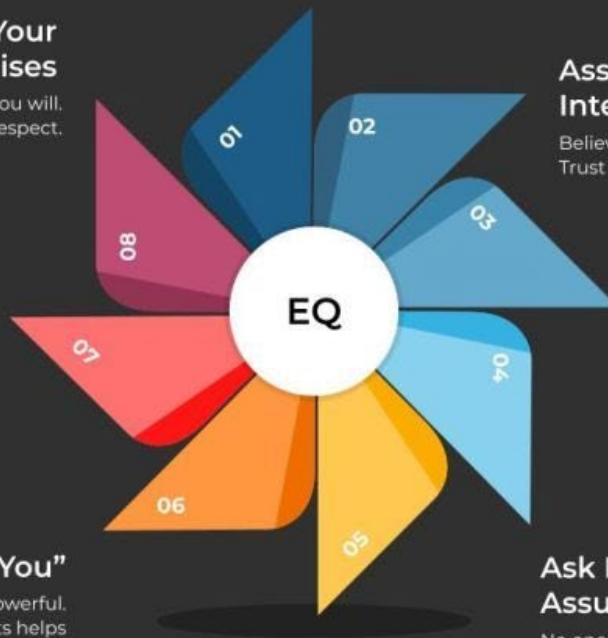 Your
ises
ou will.
espect.
Ass
Inte
Believ
Trust
01
02
03
04
05
06
07
08
EQ
You”
owerful.
ts helps
Ask
Assu